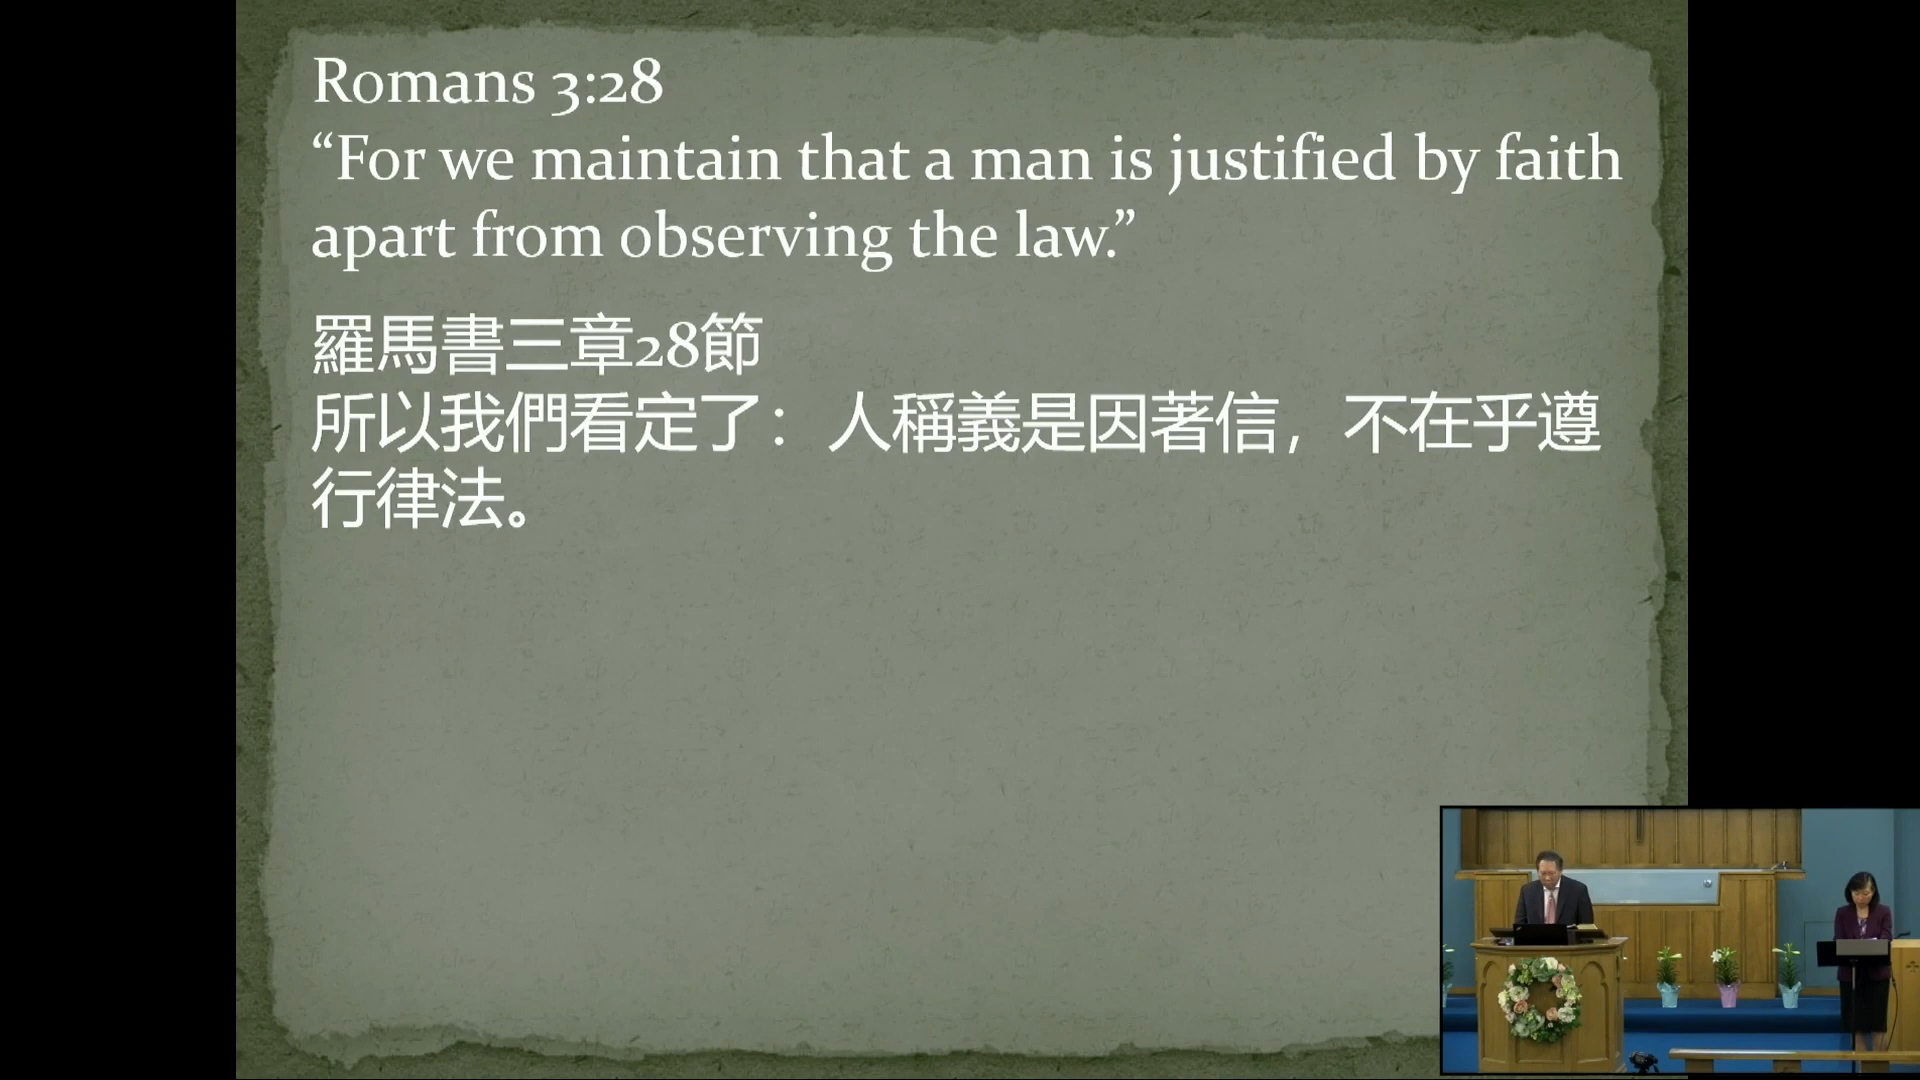 Romans 3:28
“For we maintain that a man is justified by faith
apart from observing the law.”
羅馬書三章28節
所以我們看定了：人稱義是因著信，不在乎遵
行律法。